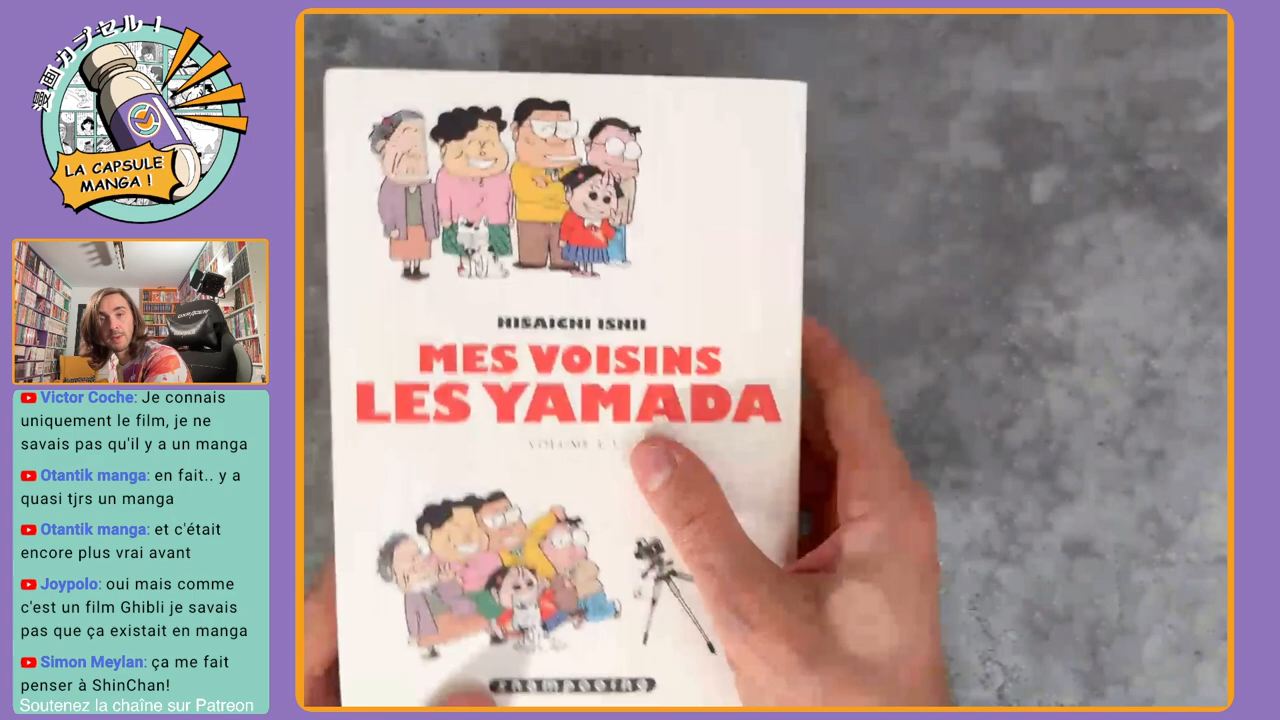 漫画カプセル！
LA CAPSULE
MANGA !
HISAICHI ISHII
MES VOISINS
LES YAMADA
VOLUME 1
SHAMPOOING
Victor Coche: Je connais
uniquement le film, je ne
savais pas qu'il y a un manga
Otantik manga: en fait.. y a
quasi tjrs un manga
Otantik manga: et c'était
encore plus vrai avant
Joypolo: oui mais comme
c'est un film Ghibli je savais
pas que ça existait en manga
Simon Meylan: ça me fait
penser à ShinChan!
Soutenez la chaîne sur Patreon